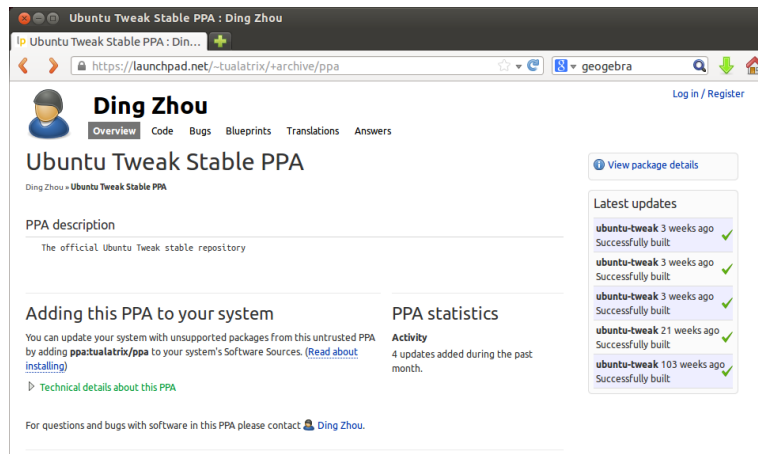 Ubuntu Tweak Stable PPA : Ding Zhou
lp Ubuntu Tweak Stable PPA : Din...
https://launchpad.net/~tualatrix/+archive/ppa
8 geogebra
Log in / Register
Ding Zhou
Overview Code Bugs Blueprints Translations Answers
Ubuntu Tweak Stable PPA
Ding Zhou » Ubuntu Tweak Stable PPA
PPA description
The official Ubuntu Tweak stable repository
Adding this PPA to your system
You can update your system with unsupported packages from this untrusted PPA
by adding ppa:tualatrix/ppa to your system's Software Sources. (Read about
installing)
Technical details about this PPA
PPA statistics
Activity
4 updates added during the past
month.
For questions and bugs with software in this PPA please contact Ding Zhou.
View package details
Latest updates
ubuntu-tweak 3 weeks ago
Successfully built
ubuntu-tweak 3 weeks ago
Successfully built
ubuntu-tweak 3 weeks ago
Successfully built
ubuntu-tweak 21 weeks ago
Successfully built
ubuntu-tweak 103 weeks ago
Successfully built